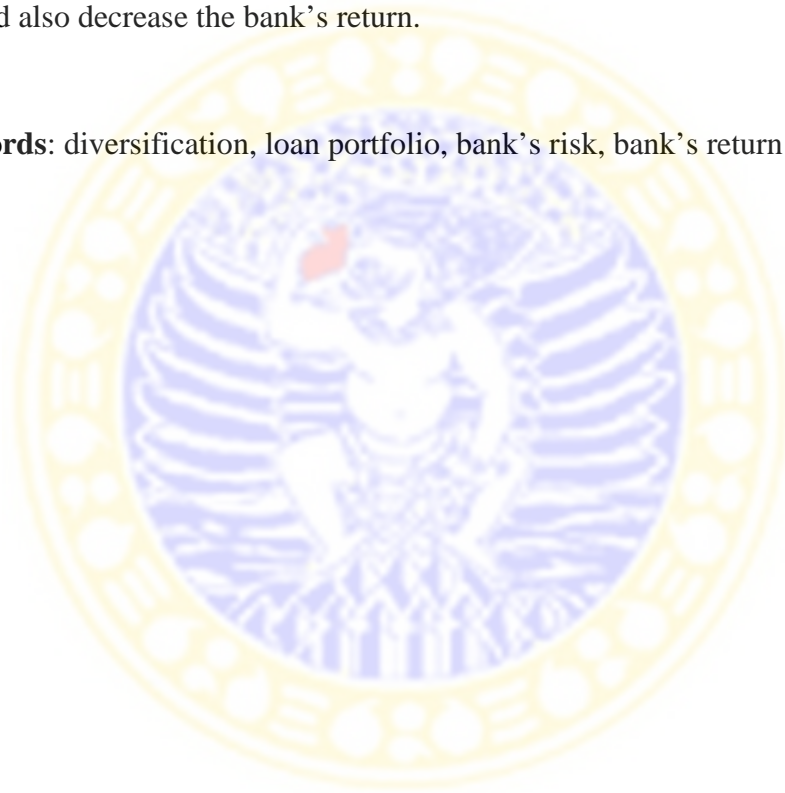 d also decrease the bank’s return.
ords: diversification, loan portfolio, bank’s risk, bank’s return